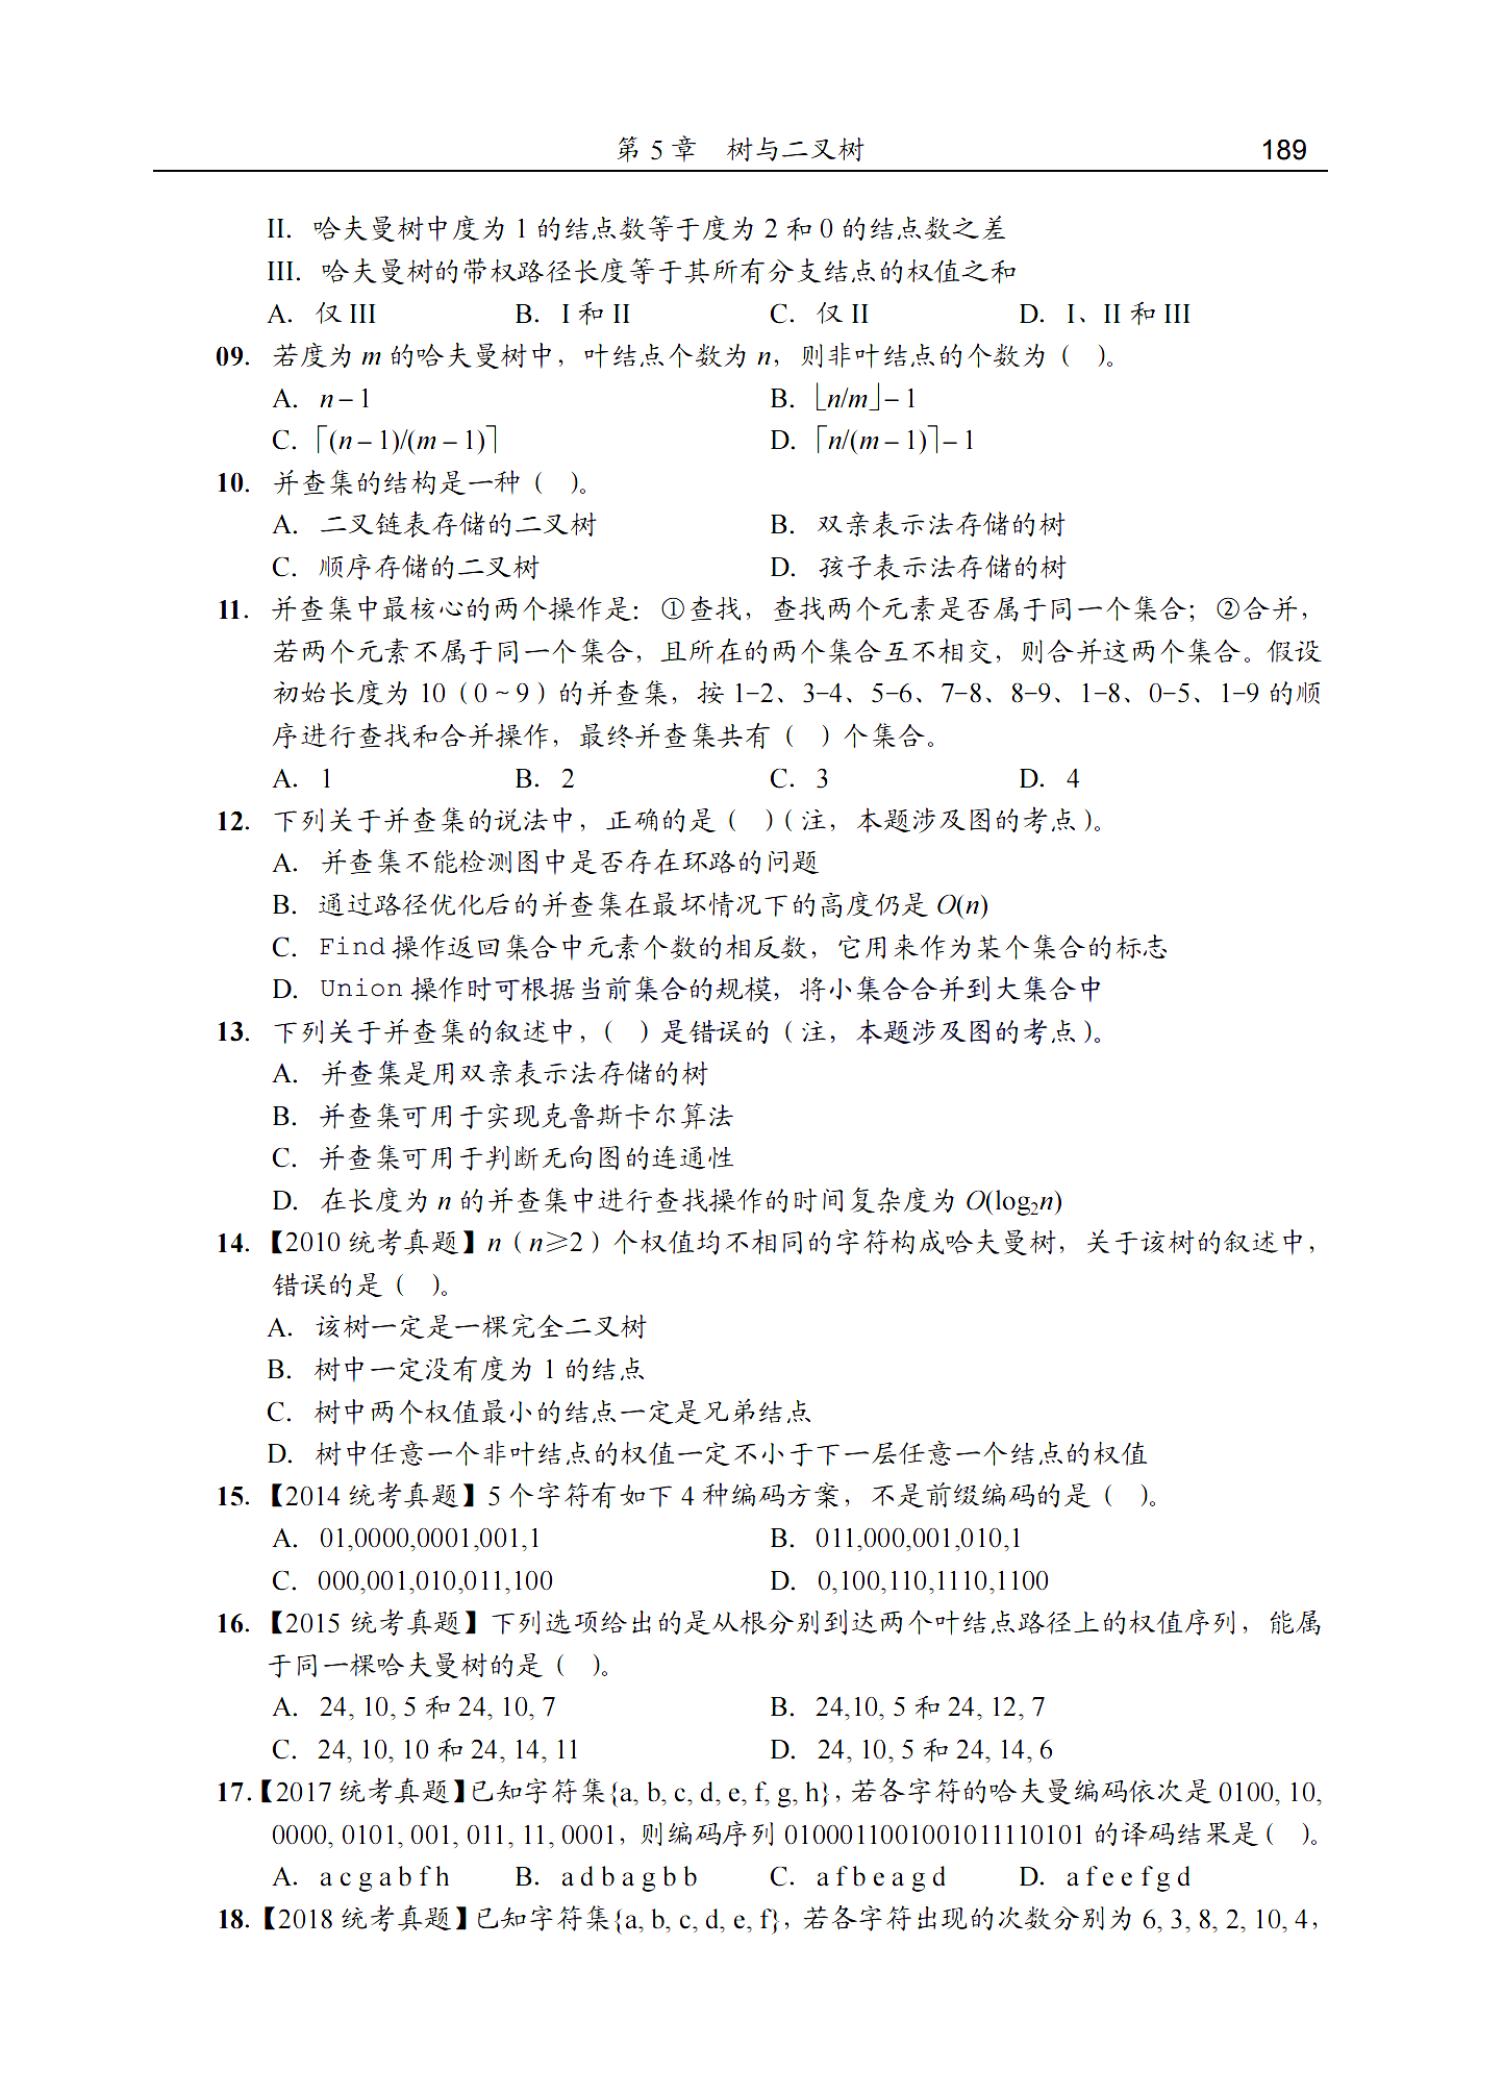 第 5 章 树与二叉树 189
II. 哈夫曼树中度为 1 的结点数等于度为 2 和 0 的结点数之差
III. 哈夫曼树的带权路径长度等于其所有分支结点的权值之和
A. 仅 III B. I 和 II C. 仅 II D. I、II 和 III
09. 若度为 m 的哈夫曼树中，叶结点个数为 n，则非叶结点的个数为（ ）。
A. n – 1 B. ⌊n/m⌋ – 1
C. ⌈(n – 1)/(m – 1)⌉ D. ⌈n/(m – 1)⌉ – 1
10. 并查集的结构是一种（ ）。
A. 二叉链表存储的二叉树 B. 双亲表示法存储的树
C. 顺序存储的二叉树 D. 孩子表示法存储的树
11. 并查集中最核心的两个操作是：①查找，查找两个元素是否属于同一个集合；②合并，
若两个元素不属于同一个集合，且所在的两个集合互不相交，则合并这两个集合。假设
初始长度为 10（0 ~ 9）的并查集，按 1–2、3–4、5–6、7–8、8–9、1–8、0–5、1–9 的顺
序进行查找和合并操作，最终并查集共有（ ）个集合。
A. 1 B. 2 C. 3 D. 4
12. 下列关于并查集的说法中，正确的是（ ）（注，本题涉及图的考点）。
A. 并查集不能检测图中是否存在环路的问题
B. 通过路径优化后的并查集在最坏情况下的高度仍是 O(n)
C. Find 操作返回集合中元素个数的相反数，它用来作为某个集合的标志
D. Union 操作时可根据当前集合的规模，将小集合合并到大集合中
13. 下列关于并查集的叙述中，（ ）是错误的（注，本题涉及图的考点）。
A. 并查集是用双亲表示法存储的树
B. 并查集可用于实现克鲁斯卡尔算法
C. 并查集可用于判断无向图的连通性
D. 在长度为 n 的并查集中进行查找操作的时间复杂度为 O(log₂n)
14. 【2010 统考真题】n（n≥2）个权值均不相同的字符构成哈夫曼树，关于该树的叙述中，
错误的是（ ）。
A. 该树一定是一棵完全二叉树
B. 树中一定没有度为 1 的结点
C. 树中两个权值最小的结点一定是兄弟结点
D. 树中任意一个非叶结点的权值一定不小于下一层任意一个结点的权值
15. 【2014 统考真题】5 个字符有如下 4 种编码方案，不是前缀编码的是（ ）。
A. 01,0000,0001,001,1 B. 011,000,001,010,1
C. 000,001,010,011,100 D. 0,100,110,1110,1100
16. 【2015 统考真题】下列选项给出的是从根分别到达两个叶结点路径上的权值序列，能属
于同一棵哈夫曼树的是（ ）。
A. 24, 10, 5 和 24, 10, 7 B. 24,10, 5 和 24, 12, 7
C. 24, 10, 10 和 24, 14, 11 D. 24, 10, 5 和 24, 14, 6
17.【2017 统考真题】已知字符集{a, b, c, d, e, f, g, h}，若各字符的哈夫曼编码依次是 0100, 10,
0000, 0101, 001, 011, 11, 0001，则编码序列 0100011001001011110101 的译码结果是（ ）。
A. a c g a b f h B. a d b a g b b C. a f b e a g d D. a f e e f g d
18.【2018 统考真题】已知字符集{a, b, c, d, e, f}，若各字符出现的次数分别为 6, 3, 8, 2, 10, 4，